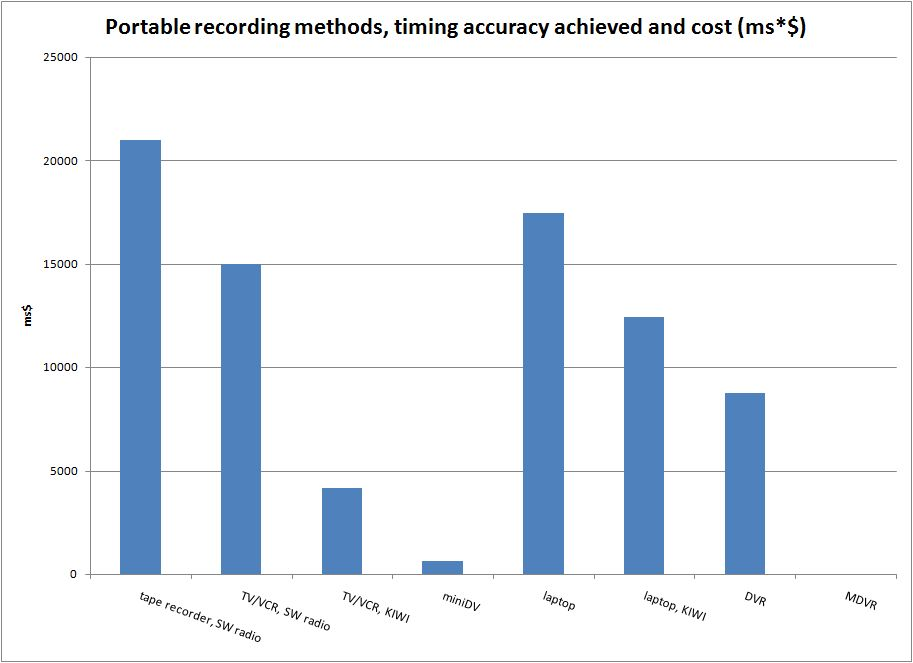 Portable recording methods, timing accuracy achieved and cost (ms*$)
25000
20000
15000
10000
5000
0
ms$
tape recorder, SW radio
TV/VCR, SW radio
TV/VCR, KIWI
miniDV
laptop
laptop, KIWI
DVR
MDVR